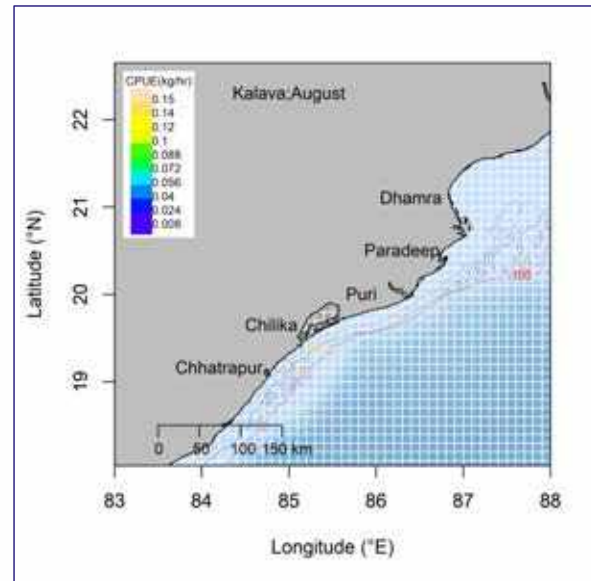 CPUE(kg/hr)
0.15
0.14
0.12
0.1
0.088
0.072
0.056
0.04
0.024
0.008
Kalava:August
Dhamra
Paradeep
Puri
Chilika
Chhatrapur
100
0 50 100 150 km
22
21
20
19
83 84 85 86 87 88
Latitude (°N)
Longitude (°E)